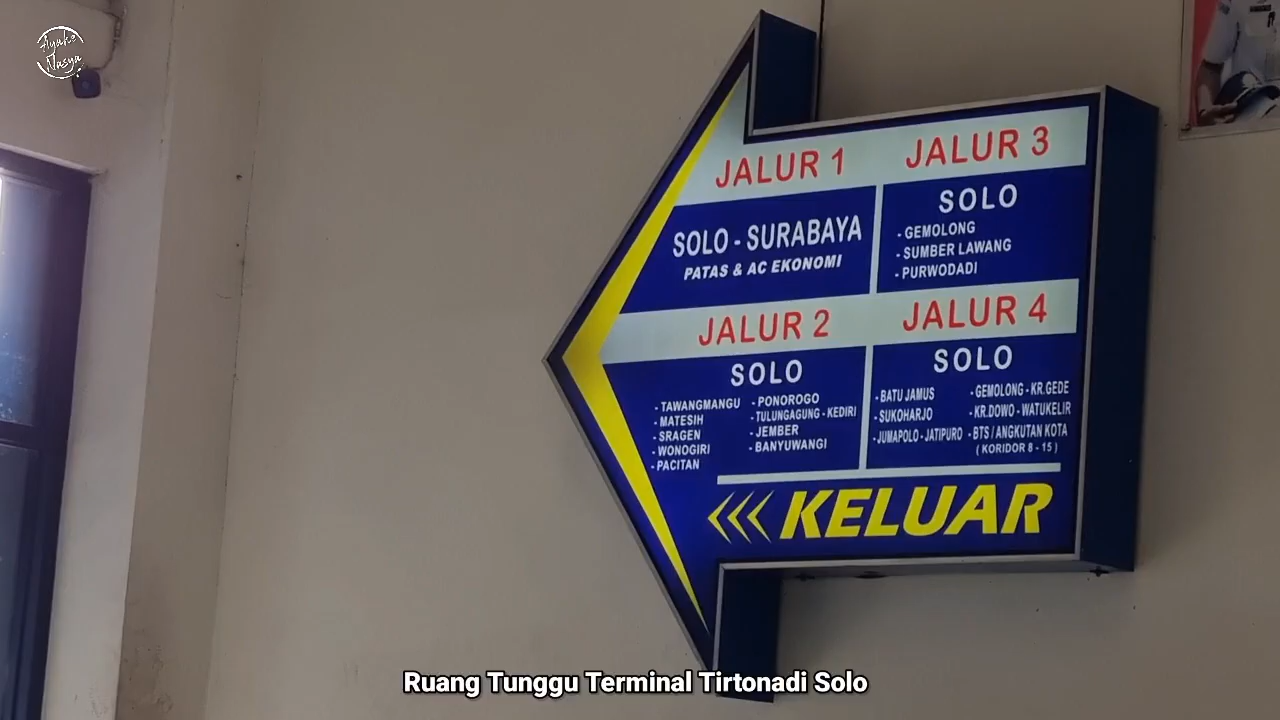 Ayuke
Nasya
JALUR 1
SOLO - SURABAYA
PATAS & AC EKONOMI
JALUR 3
SOLO
- GEMOLONG
- SUMBER LAWANG
- PURWODADI
JALUR 2
SOLO
- TAWANGMANGU
- MATESIH
- SRAGEN
- WONOGIRI
- PACITAN
- PONOROGO
- TULUNGAGUNG - KEDIRI
- JEMBER
- BANYUWANGI
JALUR 4
SOLO
- BATU JAMUS
- SUKOHARJO
- JUMAPOLO - JATIPURO
- GEMOLONG - KR.GEDE
- KR.DOWO - WATUKELIR
- BTS / ANGKUTAN KOTA
( KORIDOR 8 - 15 )
KELUAR
Ruang Tunggu Terminal Tirtonadi Solo